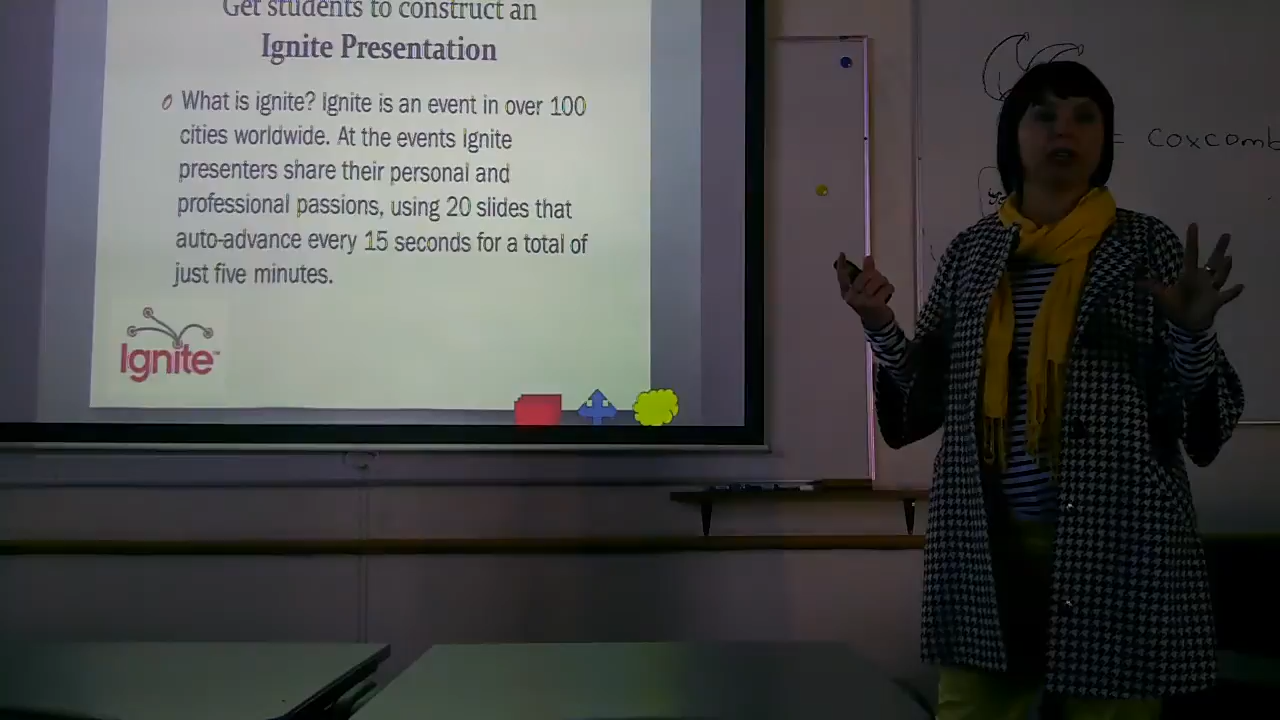 Get students to construct an
Ignite Presentation
What is ignite? Ignite is an event in over 100
cities worldwide. At the events Ignite
presenters share their personal and
professional passions, using 20 slides that
auto-advance every 15 seconds for a total of
just five minutes.
Ignite
= Coxcomb